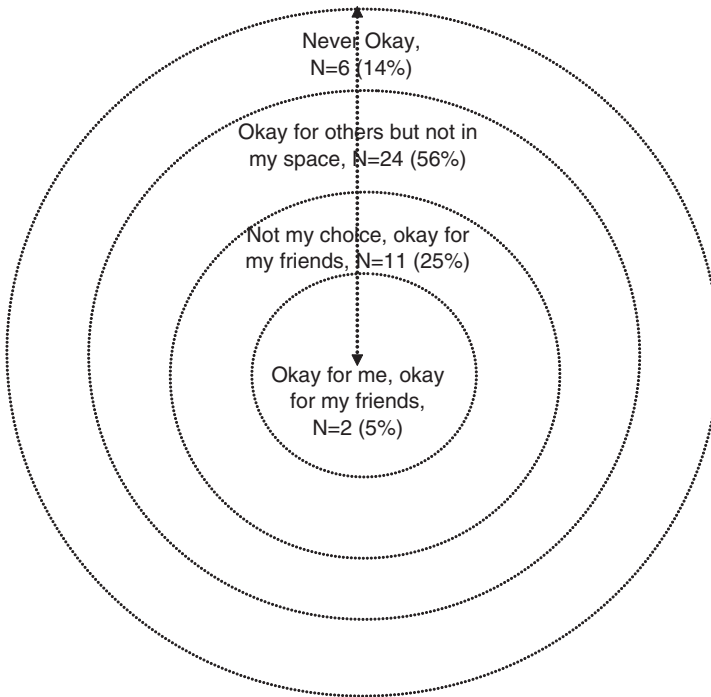 Never Okay,
N=6 (14%)
Okay for others but not in
my space, N=24 (56%)
Not my choice, okay for
my friends, N=11 (25%)
Okay for me, okay
for my friends,
N=2 (5%)